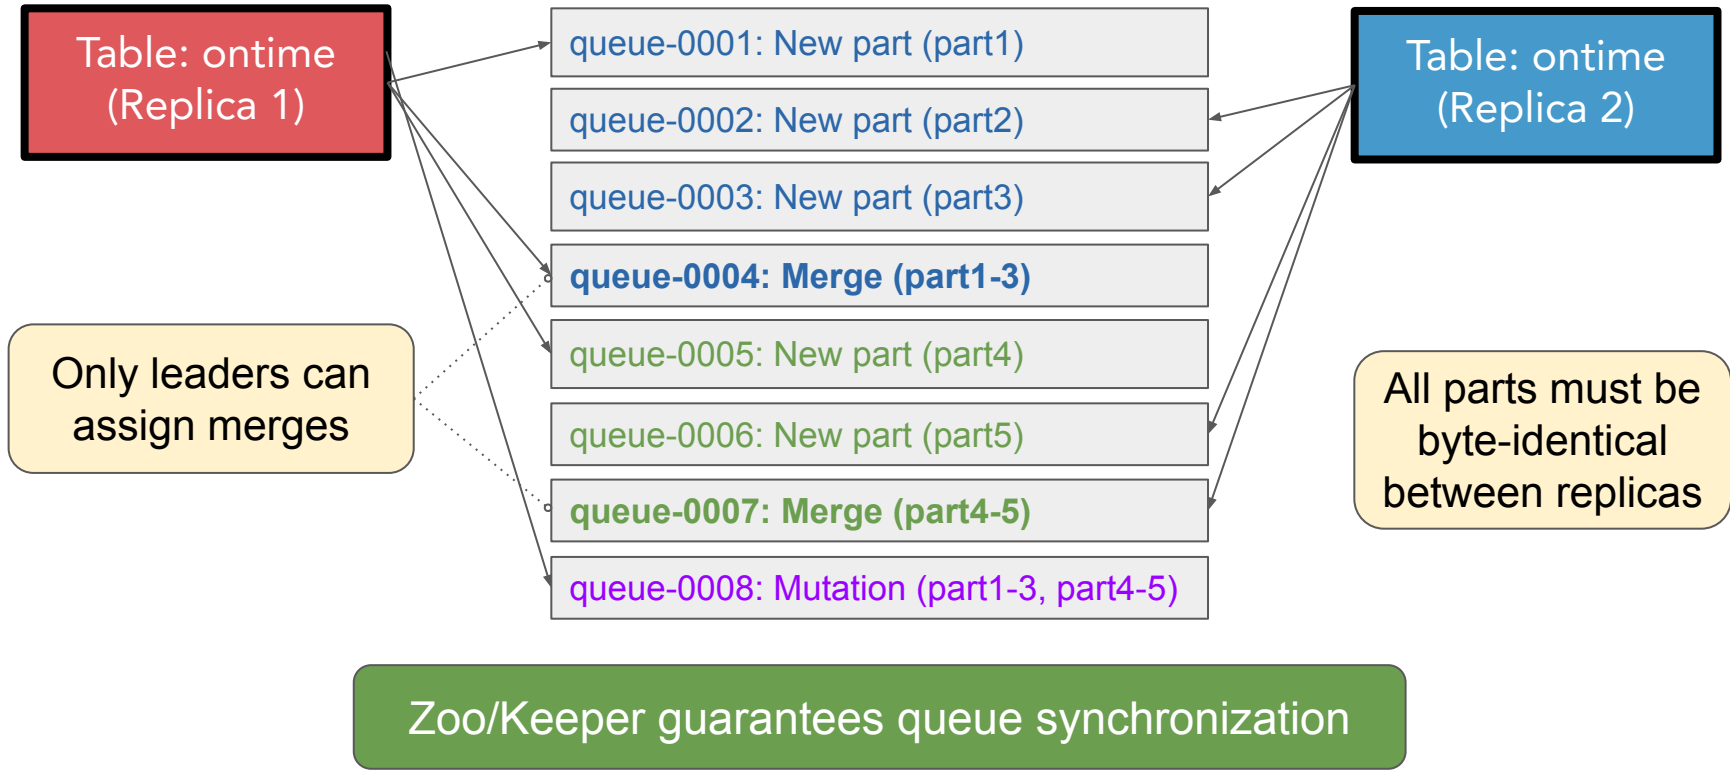 Table: ontime
(Replica 1)
queue-0001: New part (part1)
queue-0002: New part (part2)
queue-0003: New part (part3)
queue-0004: Merge (part1-3)
queue-0005: New part (part4)
queue-0006: New part (part5)
queue-0007: Merge (part4-5)
queue-0008: Mutation (part1-3, part4-5)
Table: ontime
(Replica 2)
Only leaders can
assign merges
All parts must be
byte-identical
between replicas
Zoo/Keeper guarantees queue synchronization